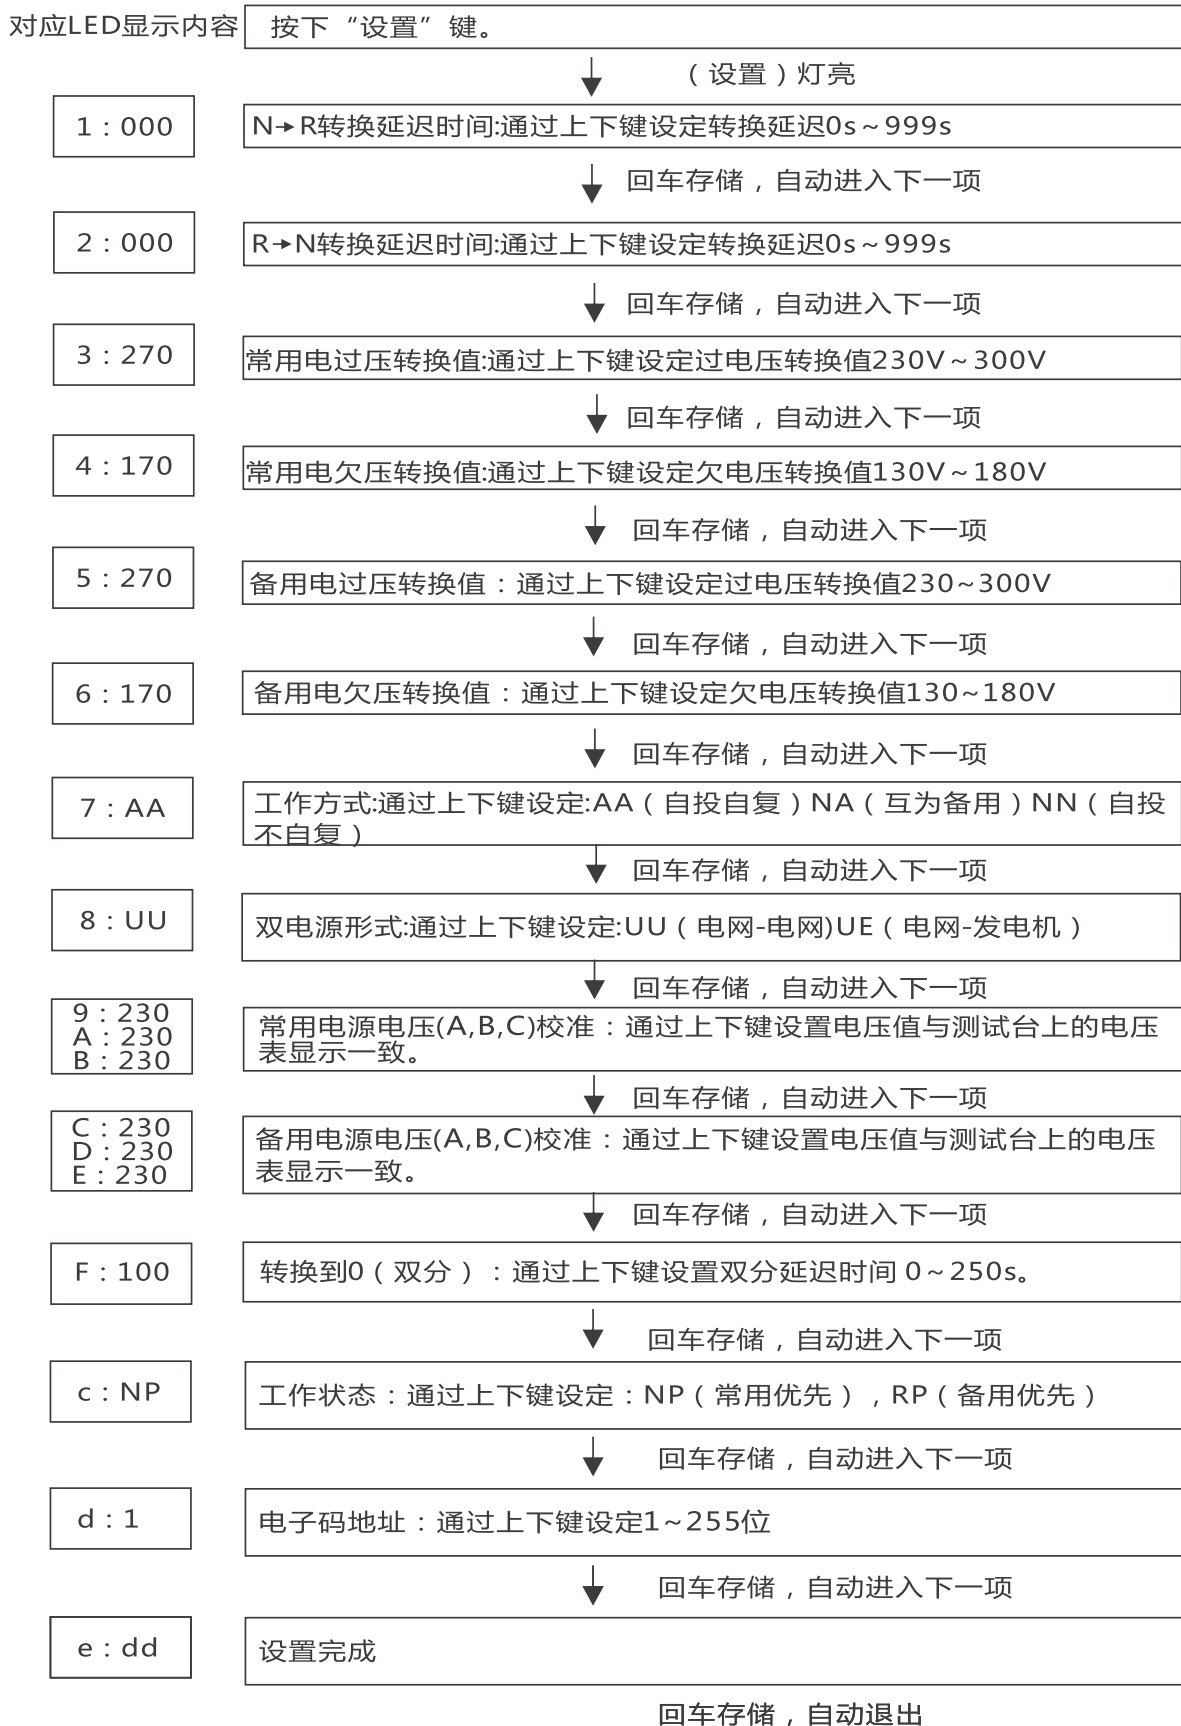 对应LED显示内容
按下“设置”键。
（设置）灯亮
1：000
N→R转换延迟时间:通过上下键设定转换延迟0s～999s
回车存储，自动进入下一项
2：000
R→N转换延迟时间:通过上下键设定转换延迟0s～999s
回车存储，自动进入下一项
3：270
常用电过压转换值:通过上下键设定过电压转换值230V～300V
回车存储，自动进入下一项
4：170
常用电欠压转换值:通过上下键设定欠电压转换值130V～180V
回车存储，自动进入下一项
5：270
备用电过压转换值：通过上下键设定过电压转换值230~300V
回车存储，自动进入下一项
6：170
备用电欠压转换值：通过上下键设定欠电压转换值130~180V
回车存储，自动进入下一项
7：AA
工作方式:通过上下键设定:AA（自投自复）NA（互为备用）NN（自投
不自复）
回车存储，自动进入下一项
8：UU
双电源形式:通过上下键设定:UU（电网-电网)UE（电网-发电机）
回车存储，自动进入下一项
9：230
A：230
B：230
常用电源电压(A,B,C)校准：通过上下键设置电压值与测试台上的电压
表显示一致。
回车存储，自动进入下一项
C：230
D：230
E：230
备用电源电压(A,B,C)校准：通过上下键设置电压值与测试台上的电压
表显示一致。
回车存储，自动进入下一项
F：100
转换到0（双分）：通过上下键设置双分延迟时间 0～250s。
回车存储，自动进入下一项
c：NP
工作状态：通过上下键设定：NP（常用优先），RP（备用优先）
回车存储，自动进入下一项
d：1
电子码地址：通过上下键设定1~255位
回车存储，自动进入下一项
e：dd
设置完成
回车存储，自动退出